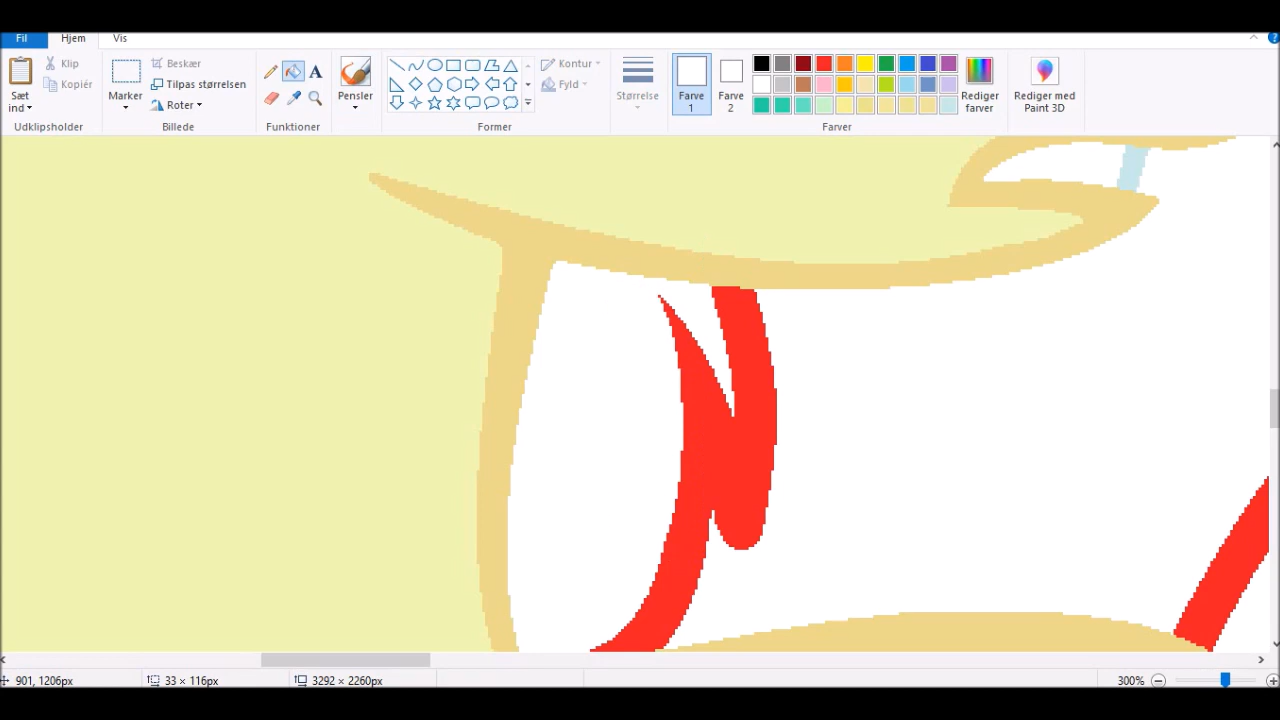 Fil Hjem Vis
Sæt ind
Klip
Kopiér
Udklipsholder
Marker
Beskær
Tilpas størrelsen
Roter
Billede
A
Funktioner
Pensler
Former
Kontur
Fyld
Størrelse
Farve 1
Farve 2
Farver
Rediger farver
Rediger med Paint 3D
901, 1206px
33 × 116px
3292 × 2260px
300%